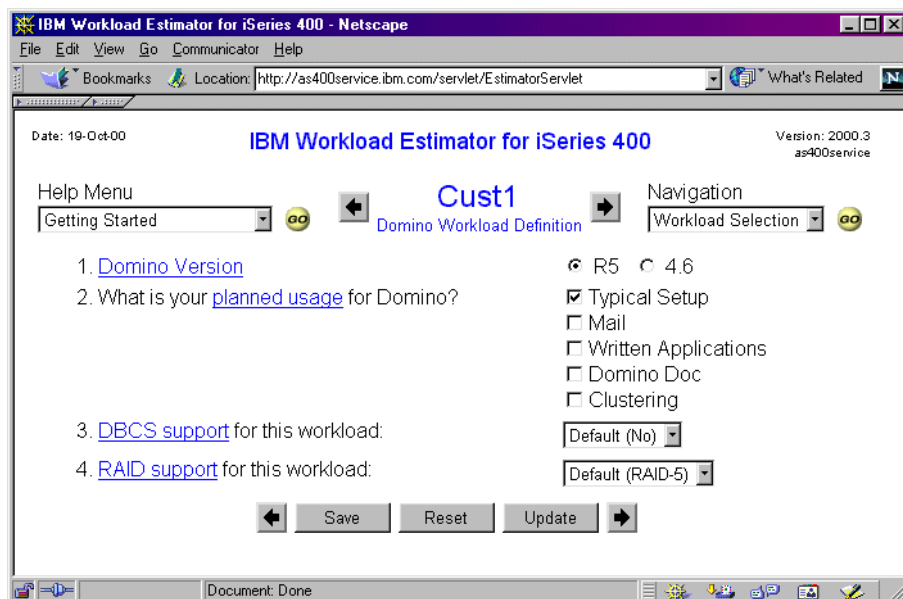 IBM Workload Estimator for iSeries 400 - Netscape
File Edit View Go Communicator Help
Bookmarks Location: http://as400service.ibm.com/servlet/EstimatorServlet What's Related N
Date: 19-Oct-00 IBM Workload Estimator for iSeries 400 Version: 2000.3
as400service
Help Menu Cust1 Navigation
Getting Started GO Domino Workload Definition Workload Selection GO
1. Domino Version R5 4.6
2. What is your planned usage for Domino? Typical Setup
Mail
Written Applications
Domino Doc
Clustering
3. DBCS support for this workload: Default (No)
4. RAID support for this workload: Default (RAID-5)
Save Reset Update
Document: Done